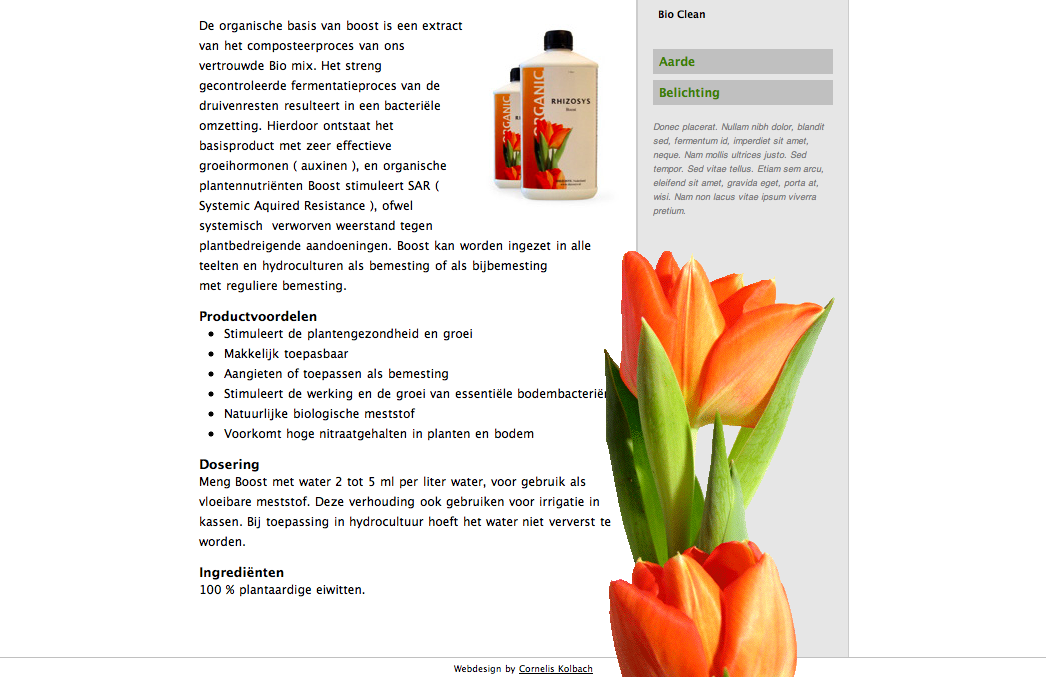 De organische basis van boost is een extract
van het composteerproces van ons
vertrouwde Bio mix. Het streng
gecontroleerde fermentatieproces van de
druivenresten resulteert in een bacteriële
omzetting. Hierdoor ontstaat het
basisproduct met zeer effectieve
groeihormonen ( auxinen ), en organische
plantennutriënten Boost stimuleert SAR (
Systemic Aquired Resistance ), ofwel
systemisch  verworven weerstand tegen
plantbedreigende aandoeningen. Boost kan worden ingezet in alle
teelten en hydroculturen als bemesting of als bijbemesting
met reguliere bemesting.
ORGANIC
RHIZOSYS
Boost
ORGANIC
Productvoordelen
• Stimuleert de plantengezondheid en groei
• Makkelijk toepasbaar
• Aangieten of toepassen als bemesting
• Stimuleert de werking en de groei van essentiële bodembacterië
• Natuurlijke biologische meststof
• Voorkomt hoge nitraatgehalten in planten en bodem
Dosering
Meng Boost met water 2 tot 5 ml per liter water, voor gebruik als
vloeibare meststof. Deze verhouding ook gebruiken voor irrigatie in
kassen. Bij toepassing in hydrocultuur hoeft het water niet ververst te
worden.
Ingrediënten
100 % plantaardige eiwitten.
Bio Clean
Aarde
Belichting
Donec placerat. Nullam nibh dolor, blandit
sed, fermentum id, imperdiet sit amet,
neque. Nam mollis ultrices justo. Sed
tempor. Sed vitae tellus. Etiam sem arcu,
eleifend sit amet, gravida eget, porta at,
wisi. Nam non lacus vitae ipsum viverra
pretium.
Webdesign by Cornelis Kolbach